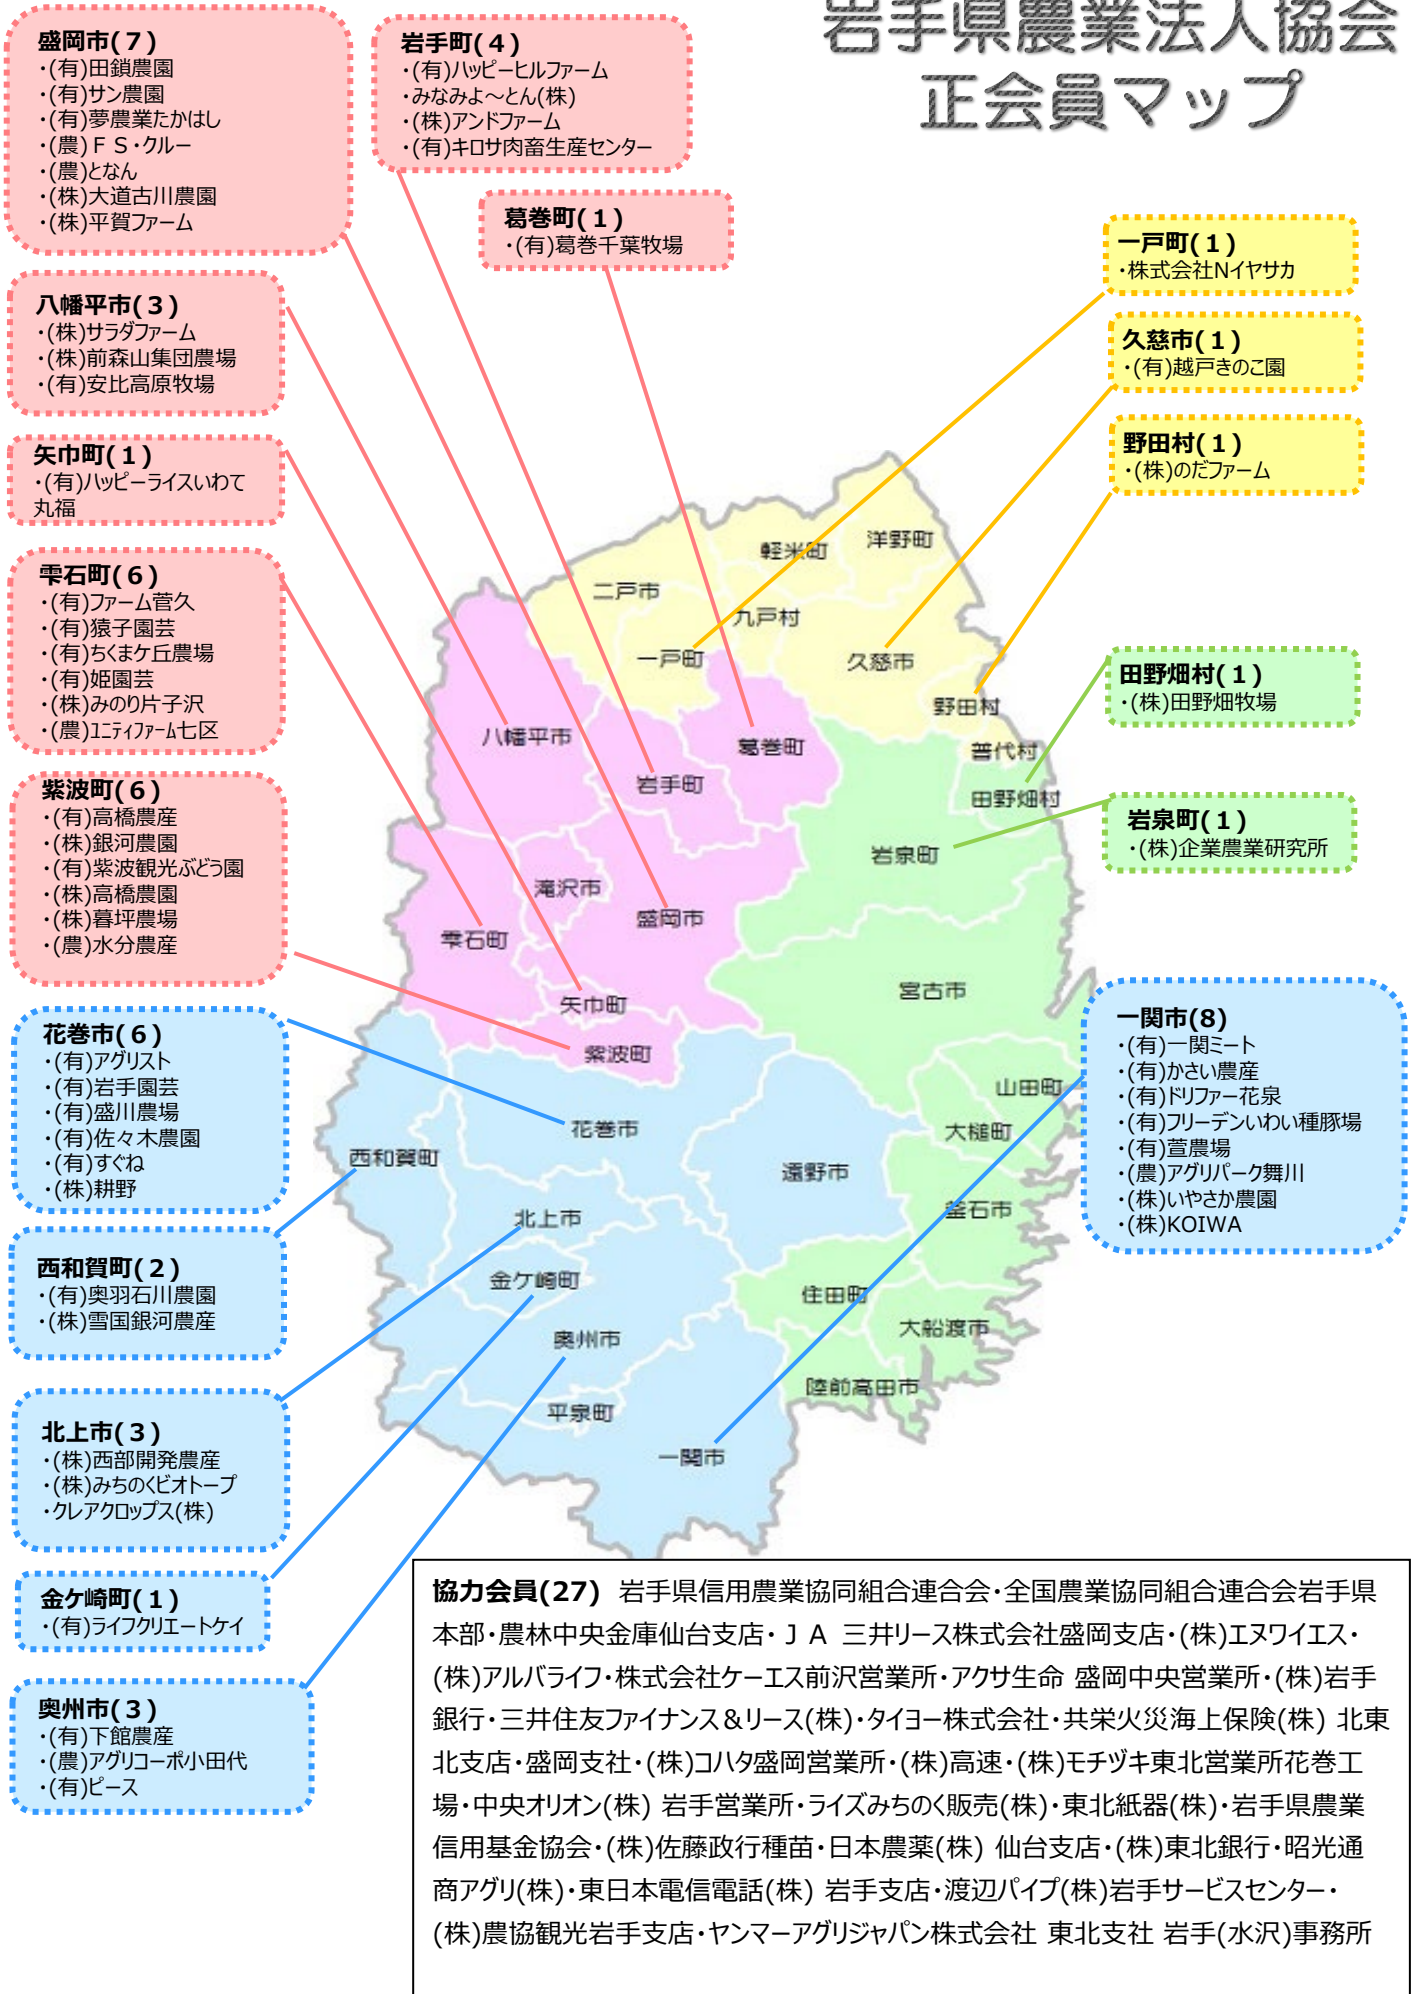 岩手県農業法人協会
正会員マップ
盛岡市(7)
・(有)田鎖農園
・(有)サン農園
・(有)夢農業たかはし
・(農)ＦＳ・クルー
・(農)となん
・(株)大道古川農園
・(株)平賀ファーム
岩手町(4)
・(有)ハッピーヒルファーム
・みなみよ～とん(株)
・(株)アンドファーム
・(有)キロサ肉畜生産センター
葛巻町(1)
・(有)葛巻千葉牧場
八幡平市(3)
・(株)サラダファーム
・(株)前森山集団農場
・(有)安比高原牧場
矢巾町(1)
・(有)ハッピーライスいわて
丸福
雫石町(6)
・(有)ファーム菅久
・(有)猿子園芸
・(有)ちくまケ丘農場
・(有)姫園芸
・(株)みのり片子沢
・(農)ユニティファーム七区
紫波町(6)
・(有)高橋農産
・(株)銀河農園
・(有)紫波観光ぶどう園
・(株)高橋農園
・(株)暮坪農場
・(農)水分農産
花巻市(6)
・(有)アグリスト
・(有)岩手園芸
・(有)盛川農場
・(有)佐々木農園
・(有)すぐね
・(株)耕野
西和賀町(2)
・(有)奥羽石川農園
・(株)雪国銀河農産
北上市(3)
・(株)西部開発農産
・(株)みちのくビオトープ
・クレアクロップス(株)
金ケ崎町(1)
・(有)ライフクリエートケイ
奥州市(3)
・(有)下館農産
・(農)アグリコーポ小田代
・(有)ピース
一戸町(1)
・株式会社Nイヤサカ
久慈市(1)
・(有)越戸きのこ園
野田村(1)
・(株)のだファーム
田野畑村(1)
・(株)田野畑牧場
岩泉町(1)
・(株)企業農業研究所
一関市(8)
・(有)一関ミート
・(有)かさい農産
・(有)ドリファー花泉
・(有)フリーデンいわい種豚場
・(有)萱農場
・(農)アグリパーク舞川
・(株)いやさか農園
・(株)KOIWA
洋野町
軽米町
二戸市
九戸村
一戸町
久慈市
野田村
八幡平市
葛巻町
普代村
岩手町
田野畑村
岩泉町
滝沢市
盛岡市
雫石町
宮古市
矢巾町
紫波町
山田町
花巻市
大槌町
西和賀町
遠野市
北上市
釜石市
金ケ崎町
住田町
大船渡市
奥州市
陸前高田市
平泉町
一関市
協力会員(27) 岩手県信用農業協同組合連合会・全国農業協同組合連合会岩手県
本部・農林中央金庫仙台支店・ＪＡ 三井リース株式会社盛岡支店・(株)エヌワイエス・
(株)アルバライフ・株式会社ケーエス前沢営業所・アクサ生命 盛岡中央営業所・(株)岩手
銀行・三井住友ファイナンス＆リース(株)・タイヨー株式会社・共栄火災海上保険(株) 北東
北支店・盛岡支社・(株)コハタ盛岡営業所・(株)高速・(株)モチヅキ東北営業所花巻工
場・中央オリオン(株) 岩手営業所・ライズみちのく販売(株)・東北紙器(株)・岩手県農業
信用基金協会・(株)佐藤政行種苗・日本農薬(株) 仙台支店・(株)東北銀行・昭光通
商アグリ(株)・東日本電信電話(株) 岩手支店・渡辺パイプ(株)岩手サービスセンター・
(株)農協観光岩手支店・ヤンマーアグリジャパン株式会社 東北支社 岩手(水沢)事務所